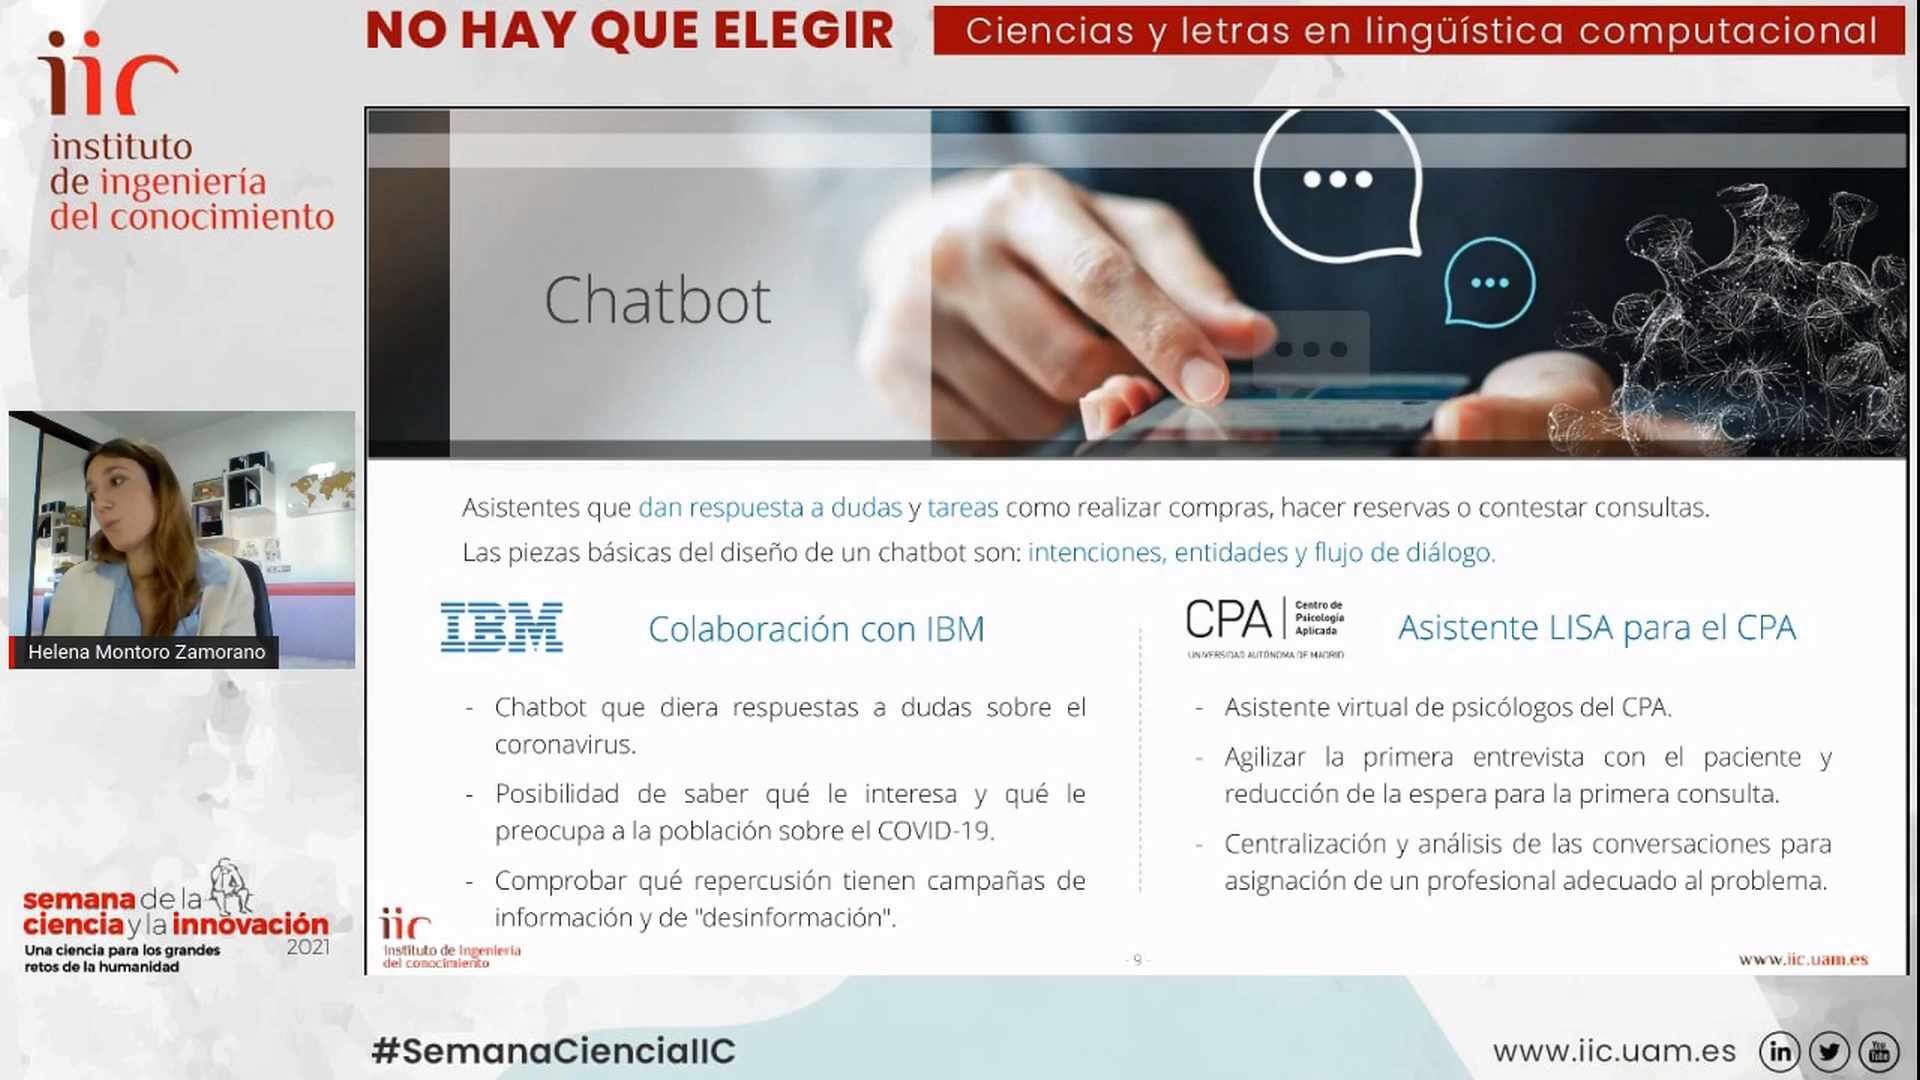 NO HAY QUE ELEGIR
Ciencias y letras en lingüística computacional
iic
instituto
de ingeniería
del conocimiento
Chatbot
Helena Montoro Zamorano
Asistentes que dan respuesta a dudas y tareas como realizar compras, hacer reservas o contestar consultas.
Las piezas básicas del diseño de un chatbot son: intenciones, entidades y flujo de diálogo.
IBM
Colaboración con IBM
- Chatbot que diera respuestas a dudas sobre el
coronavirus.
- Posibilidad de saber qué le interesa y qué le
preocupa a la población sobre el COVID-19.
- Comprobar qué repercusión tienen campañas de
información y de "desinformación".
CPA
Centro de
Psicología
Aplicada
UNIVERSIDAD AUTÓNOMA DE MADRID
Asistente LISA para el CPA
- Asistente virtual de psicólogos del CPA.
- Agilizar la primera entrevista con el paciente y
reducción de la espera para la primera consulta.
- Centralización y análisis de las conversaciones para
asignación de un profesional adecuado al problema.
iic
instituto de ingeniería
del conocimiento
- 9 -
www.iic.uam.es
semana de la
ciencia y la innovación
2021
Una ciencia para los grandes
retos de la humanidad
#SemanaCienciaIIC
www.iic.uam.es
in
You
Tube